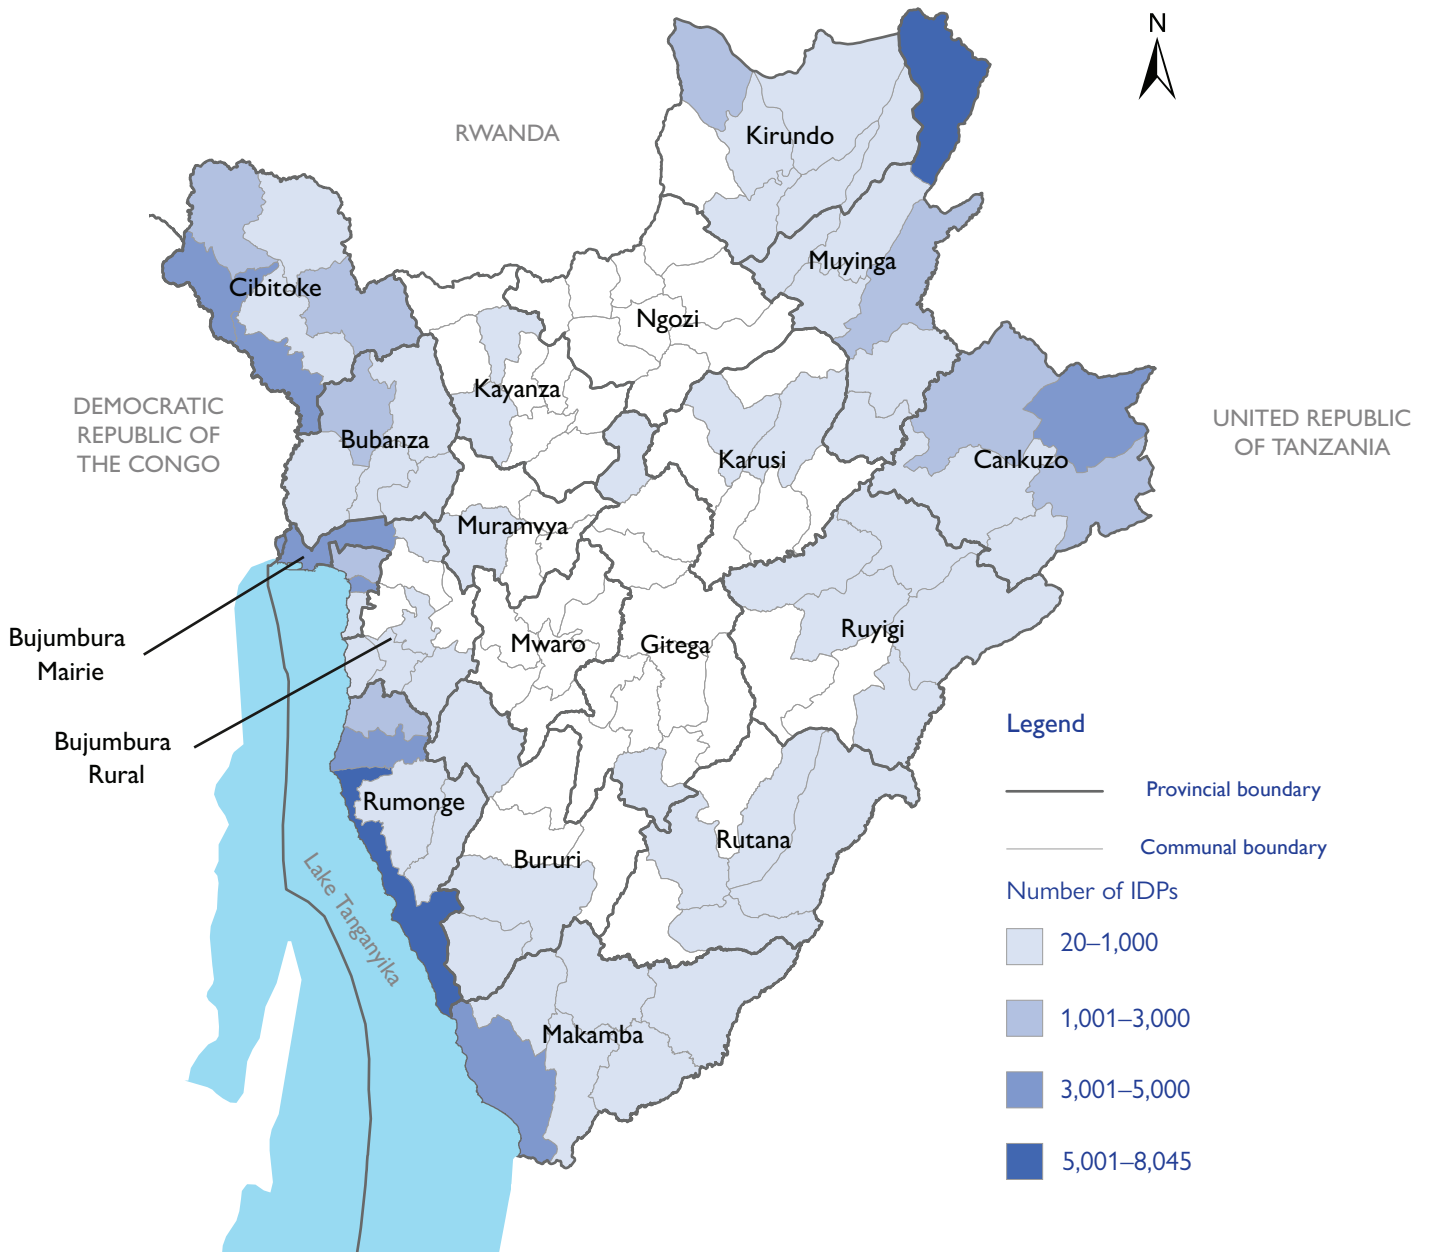 N
RWANDA
Kirundo
Muyinga
Cibitoke
Ngozi
Kayanza
DEMOCRATIC
REPUBLIC OF
THE CONGO
UNITED REPUBLIC
OF TANZANIA
Bubanza
Karusi
Cankuzo
Muramvya
Bujumbura
Mairie
Mwaro
Gitega
Ruyigi
Bujumbura
Rural
Rumonge
Rutana
Bururi
Lake Tanganyika
Makamba
Legend
Provincial boundary
Communal boundary
Number of IDPs
20–1,000
1,001–3,000
3,001–5,000
5,001–8,045